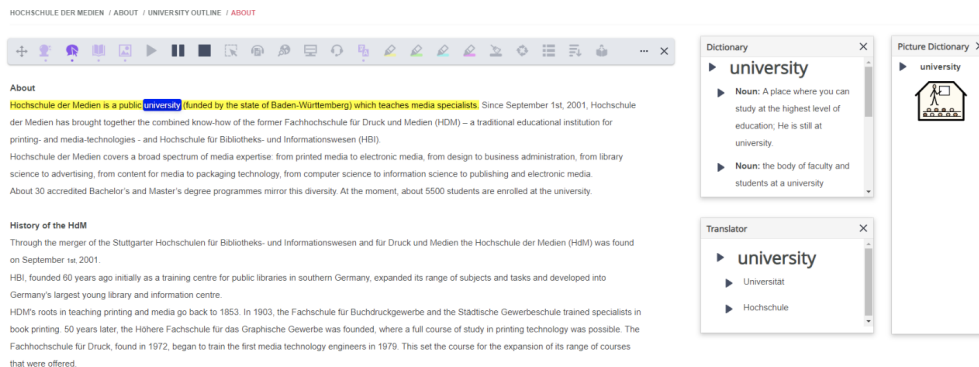 HOCHSCHULE DER MEDIEN / ABOUT / UNIVERSITY OUTLINE / ABOUT
About
Hochschule der Medien is a public university (funded by the state of Baden-Württemberg) which teaches media specialists. Since September 1st, 2001, Hochschule
der Medien has brought together the combined know-how of the former Fachhochschule für Druck und Medien (HDM) – a traditional educational institution for
printing- and media-technologies - and Hochschule für Bibliotheks- und Informationswesen (HBI).
Hochschule der Medien covers a broad spectrum of media expertise: from printed media to electronic media, from design to business administration, from library
science to advertising, from content for media to packaging technology, from computer science to information science to publishing and electronic media.
About 30 accredited Bachelor's and Master's degree programmes mirror this diversity. At the moment, about 5500 students are enrolled at the university.
History of the HdM
Through the merger of the Stuttgarter Hochschulen für Bibliotheks- und Informationswesen and für Druck und Medien the Hochschule der Medien (HdM) was found
on September 1st, 2001.
HBI, founded 60 years ago initially as a training centre for public libraries in southern Germany, expanded its range of subjects and tasks and developed into
Germany's largest young library and information centre.
HDM's roots in teaching printing and media go back to 1853. In 1903, the Fachschule für Buchdruckgewerbe and the Städtische Gewerbeschule trained specialists in
book printing. 50 years later, the Höhere Fachschule für das Graphische Gewerbe was founded, where a full course of study in printing technology was possible. The
Fachhochschule für Druck, found in 1972, began to train the first media technology engineers in 1979. This set the course for the expansion of its range of courses
that were offered.
Dictionary
university
Noun: A place where you can
study at the highest level of
education; He is still at
university.
Noun: the body of faculty and
students at a university
Translator
university
Universität
Hochschule
Picture Dictionary
university